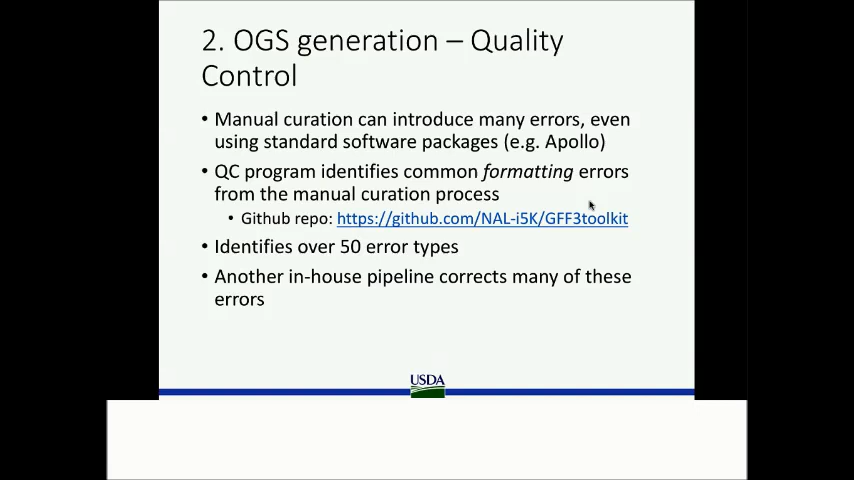 2. OGS generation – Quality
Control
• Manual curation can introduce many errors, even
using standard software packages (e.g. Apollo)
• QC program identifies common formatting errors
from the manual curation process
• Github repo: https://github.com/NAL-i5K/GFF3toolkit
• Identifies over 50 error types
• Another in-house pipeline corrects many of these
errors
USDA